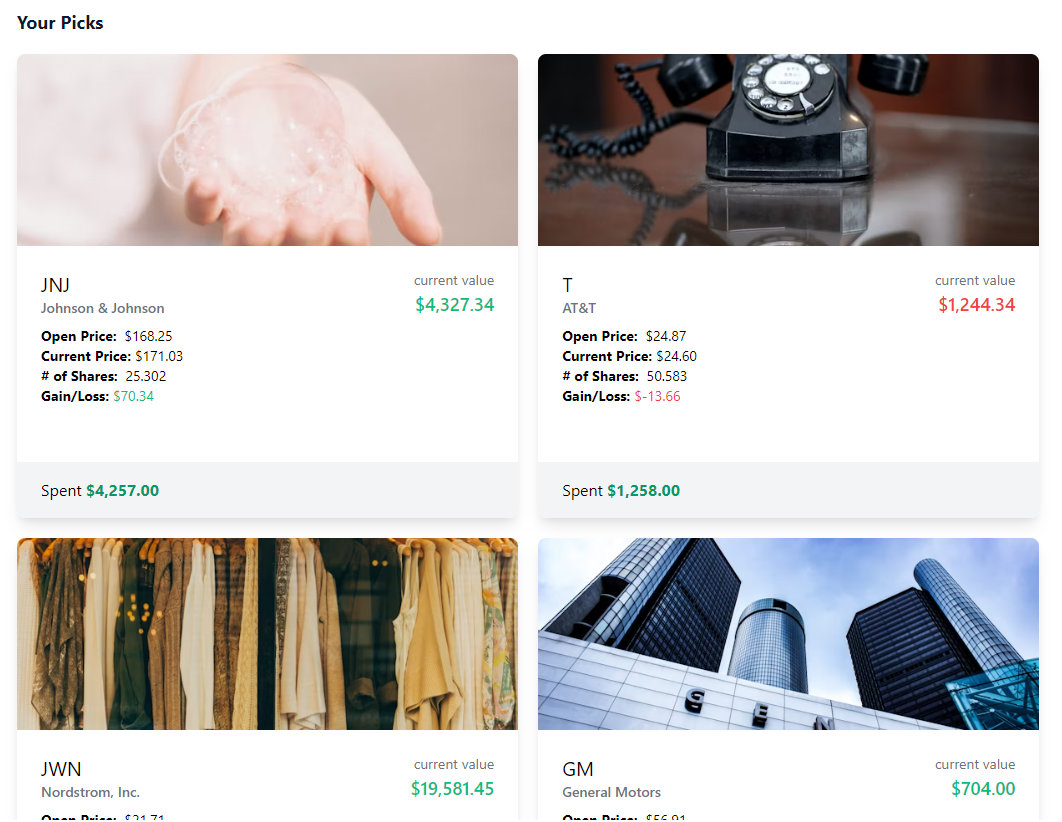 Your Picks
JNJ
current value
Johnson & Johnson
$4,327.34
Open Price: $168.25
Current Price: $171.03
# of Shares: 25.302
Gain/Loss: $70.34
Spent $4,257.00
T
current value
AT&T
$1,244.34
Open Price: $24.87
Current Price: $24.60
# of Shares: 50.583
Gain/Loss: $-13.66
Spent $1,258.00
JWN
current value
Nordstrom, Inc.
$19,581.45
Open Price: $21.71
G E N
GM
current value
General Motors
$704.00
Open Price: $56.91